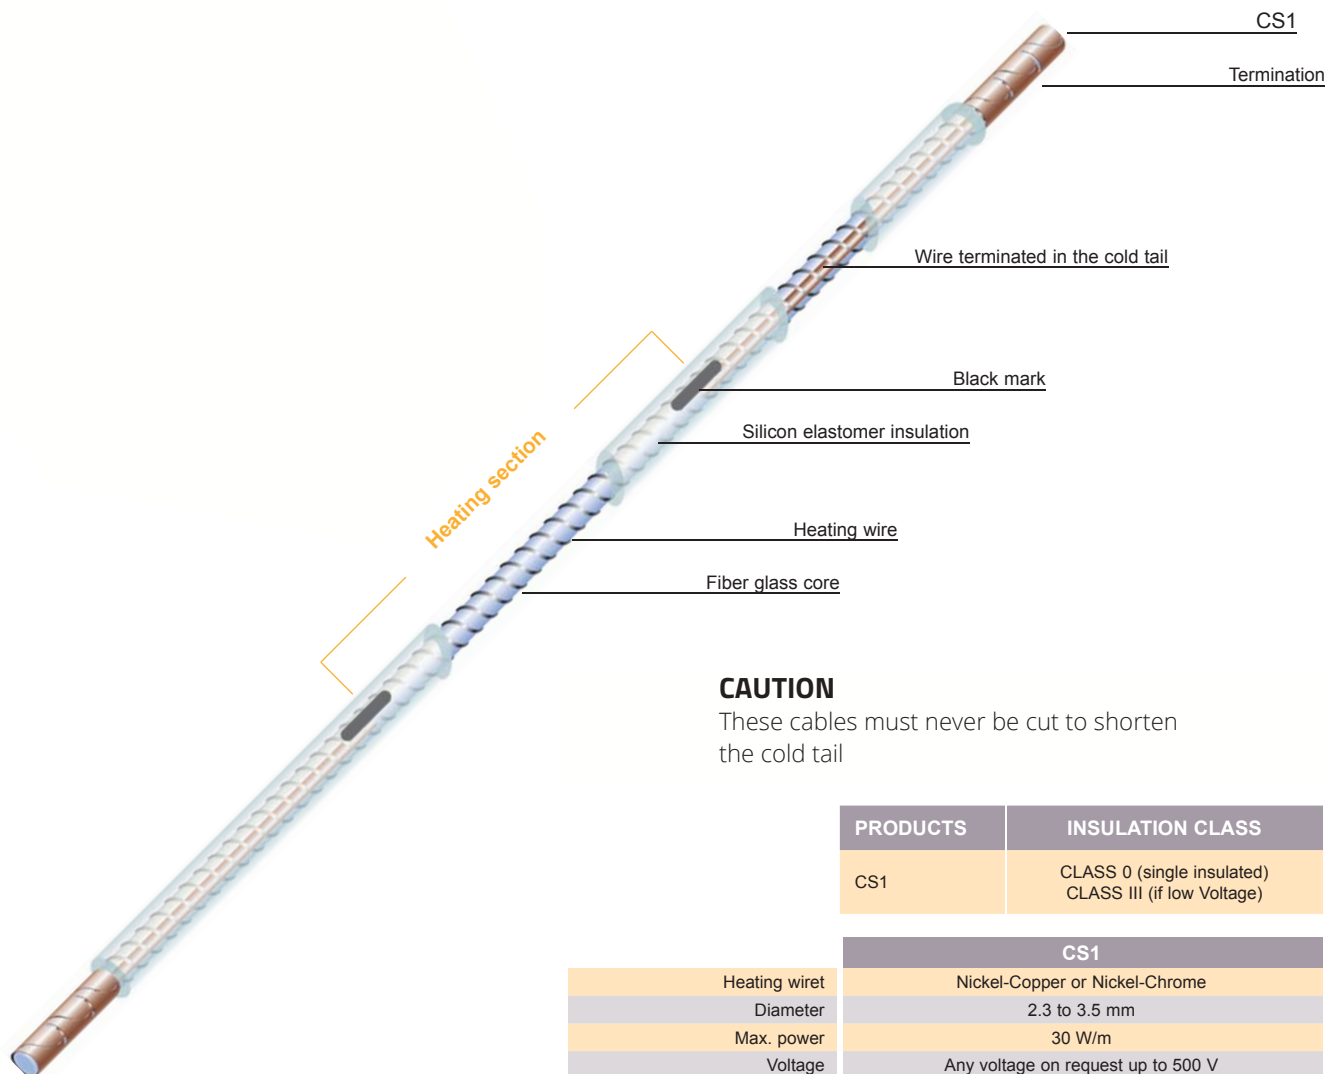 CS1
Termination
Wire terminated in the cold tail
Black mark
Silicon elastomer insulation
Heating section
Heating wire
Fiber glass core
CAUTION
These cables must never be cut to shorten
the cold tail
PRODUCTS INSULATION CLASS
CS1 CLASS 0 (single insulated)
CLASS III (if low Voltage)
CS1
Heating wiret Nickel-Copper or Nickel-Chrome
Diameter 2.3 to 3.5 mm
Max. power 30 W/m
Voltage Any voltage on request up to 500 V